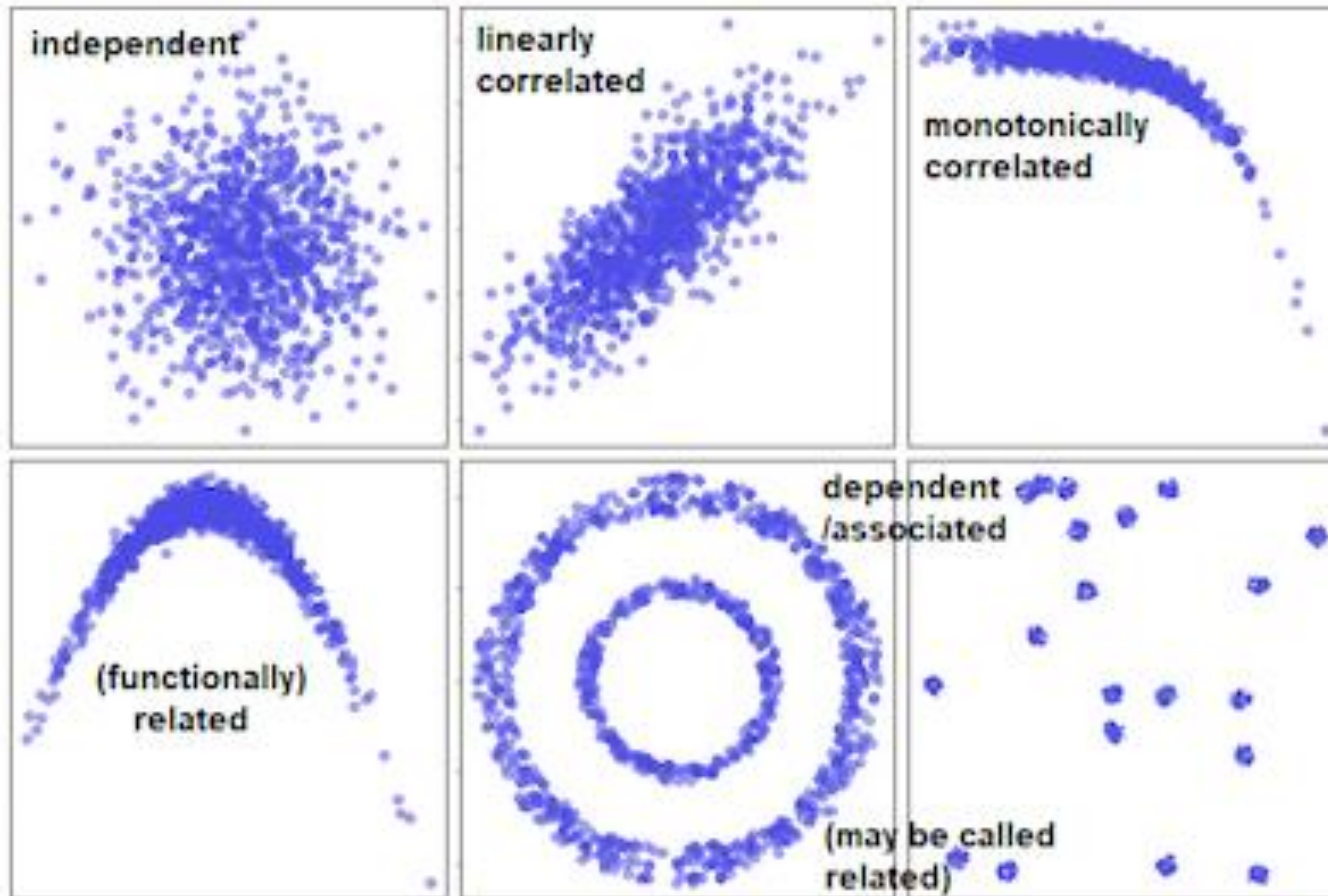 independent
linearly
correlated
monotonically
correlated
(functionally)
related
dependent
/associated
(may be called
related)